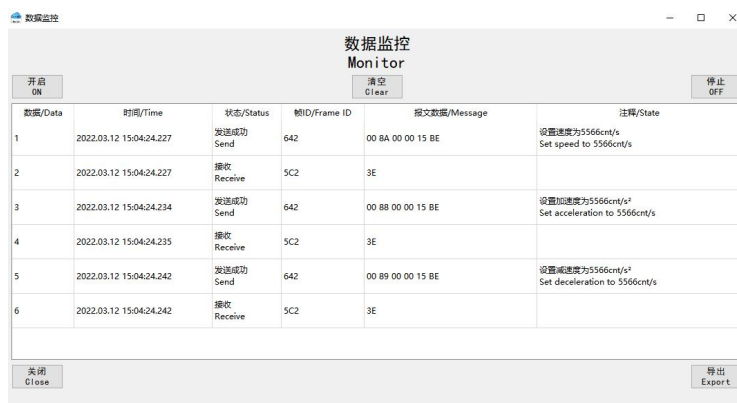 数据监控
数据监控
Monitor
开启
ON
清空
Clear
停止
OFF
数据/Data 时间/Time 状态/Status 帧ID/Frame ID 报文数据/Message 注释/State
1 2022.03.12 15:04:24.227 发送成功 Send 642 00 8A 00 00 15 BE 设置速度为5566cnt/s Set speed to 5566cnt/s
2 2022.03.12 15:04:24.227 接收 Receive 5C2 3E
3 2022.03.12 15:04:24.234 发送成功 Send 642 00 88 00 00 15 BE 设置加速度为5566cnt/s² Set acceleration to 5566cnt/s
4 2022.03.12 15:04:24.235 接收 Receive 5C2 3E
5 2022.03.12 15:04:24.242 发送成功 Send 642 00 89 00 00 15 BE 设置减速度为5566cnt/s² Set deceleration to 5566cnt/s
6 2022.03.12 15:04:24.242 接收 Receive 5C2 3E
关闭
Close
导出
Export